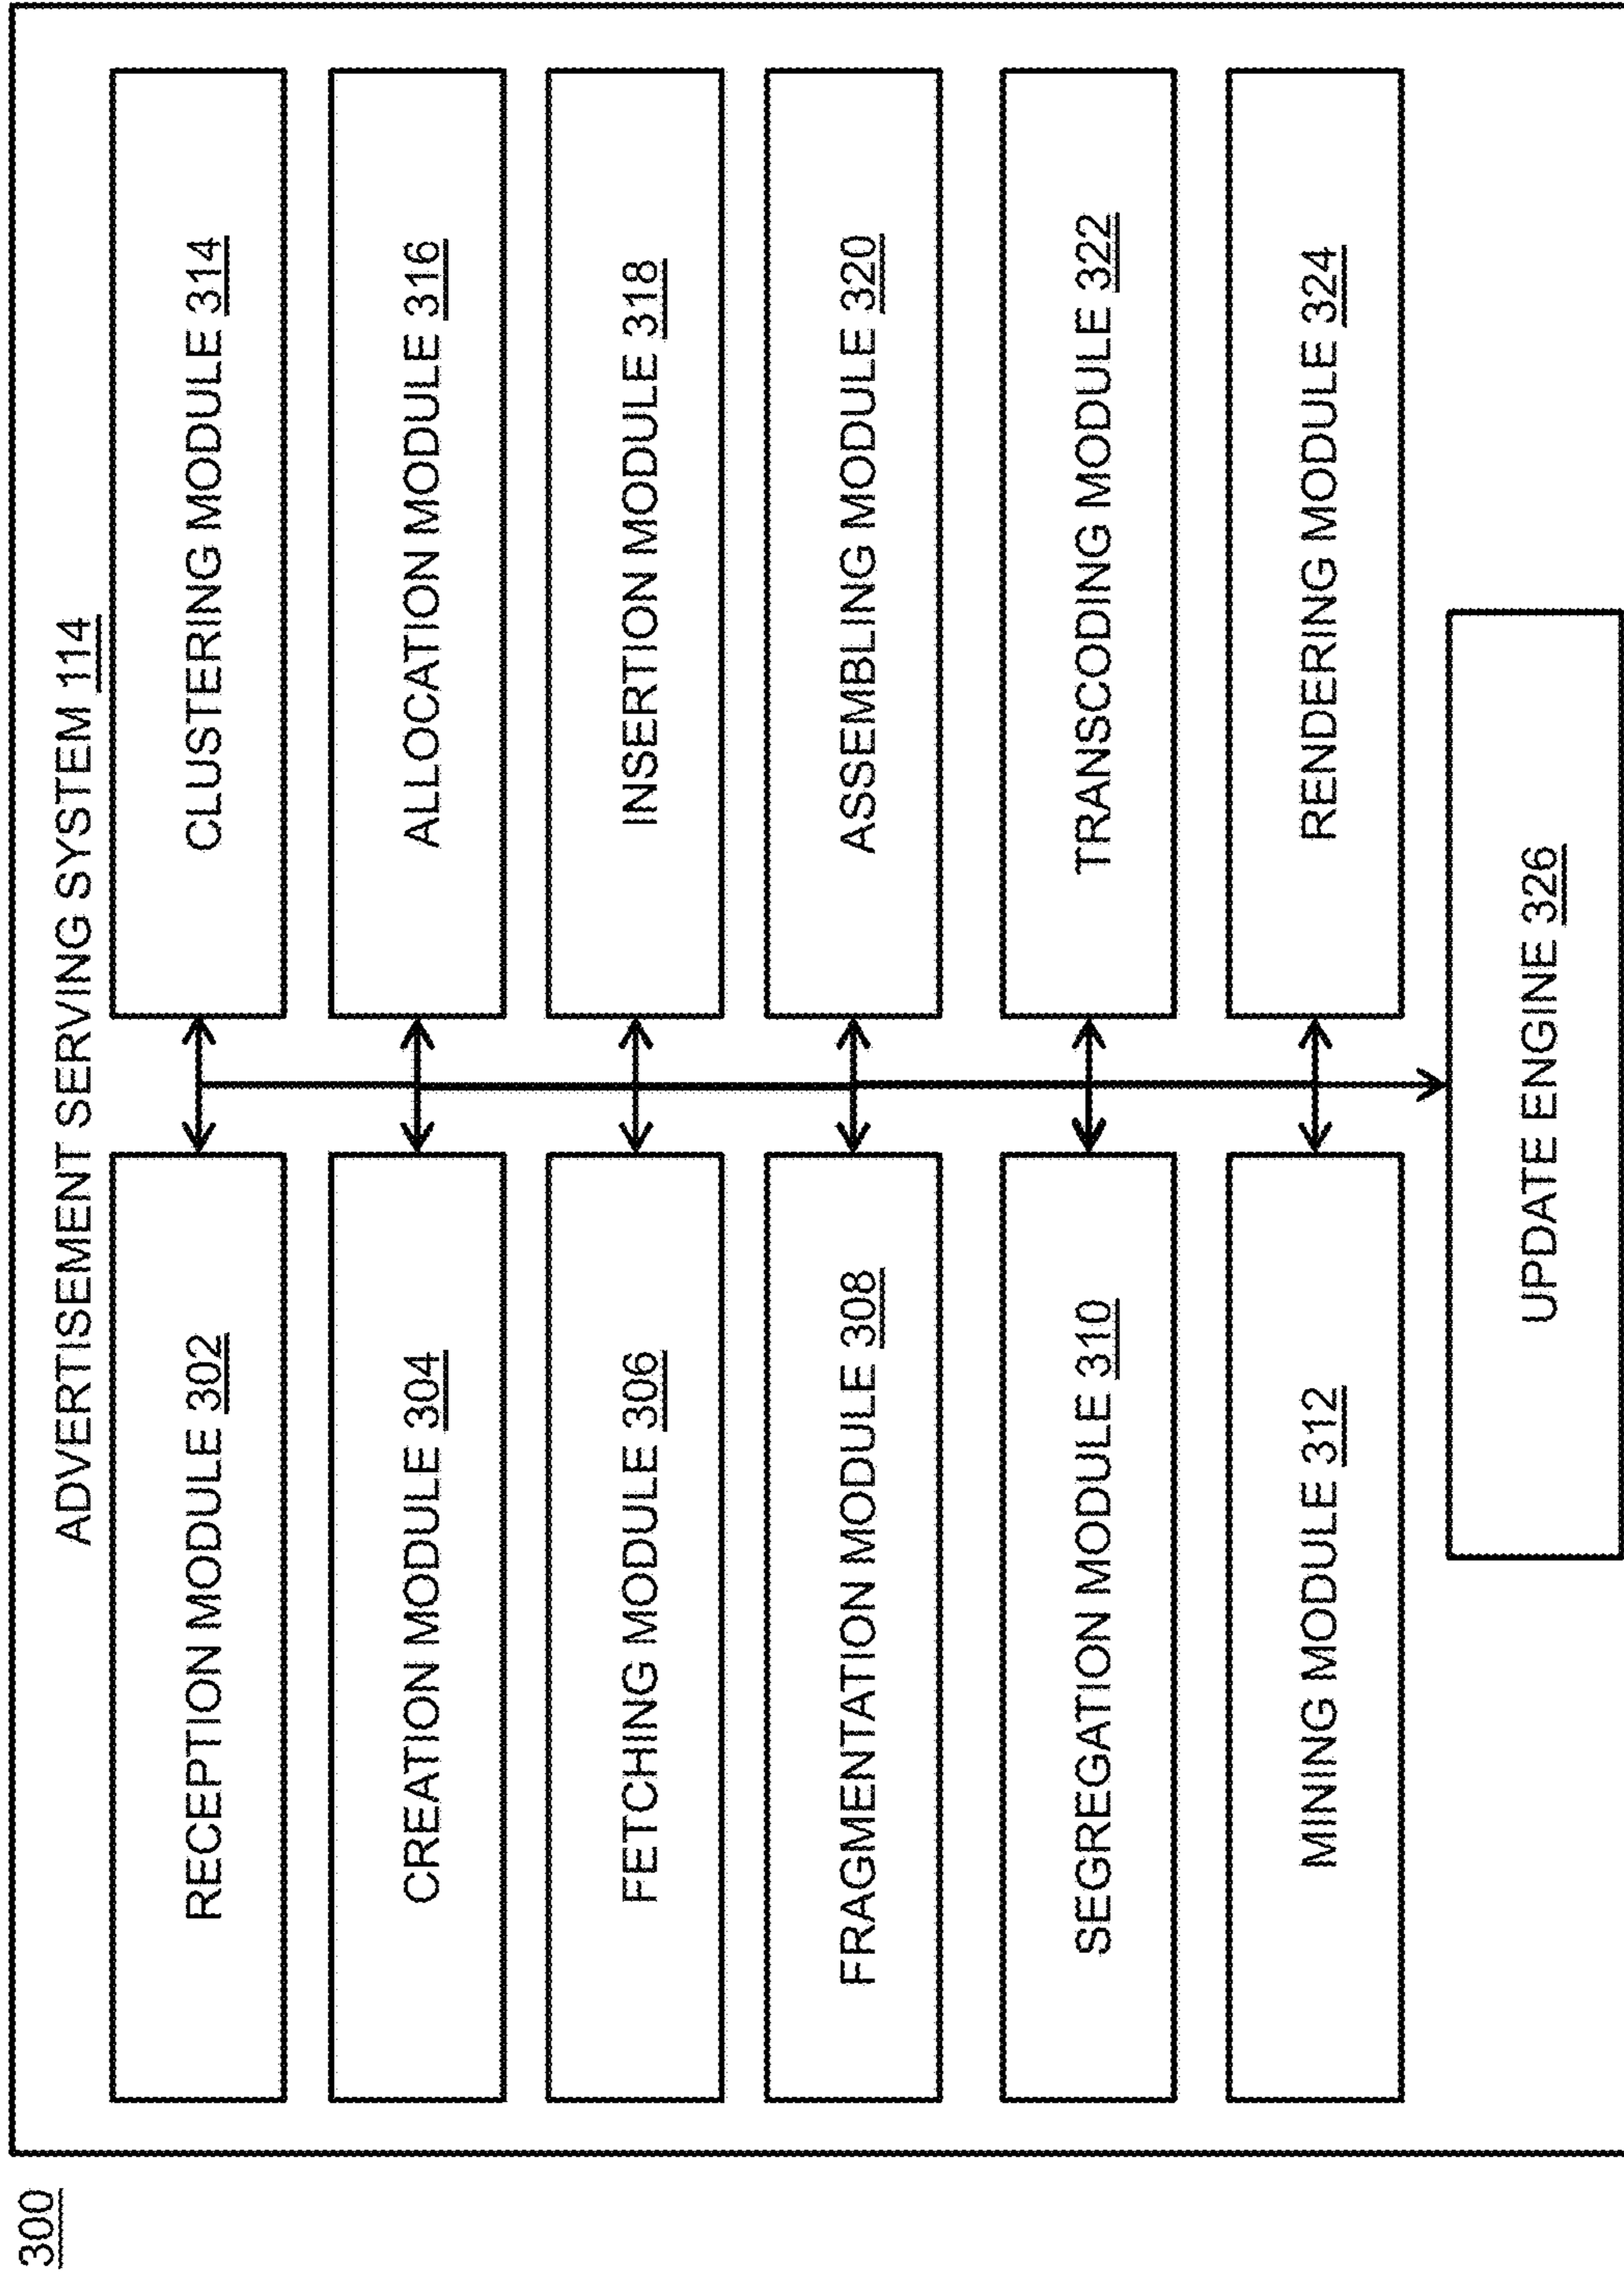 300
ADVERTISEMENT SERVING SYSTEM 114
RECEPTION MODULE 302
CLUSTERING MODULE 314
CREATION MODULE 304
ALLOCATION MODULE 316
FETCHING MODULE 306
INSERTION MODULE 318
FRAGMENTATION MODULE 308
ASSEMBLING MODULE 320
SEGREGATION MODULE 310
TRANSCODING MODULE 322
MINING MODULE 312
RENDERING MODULE 324
UPDATE ENGINE 326